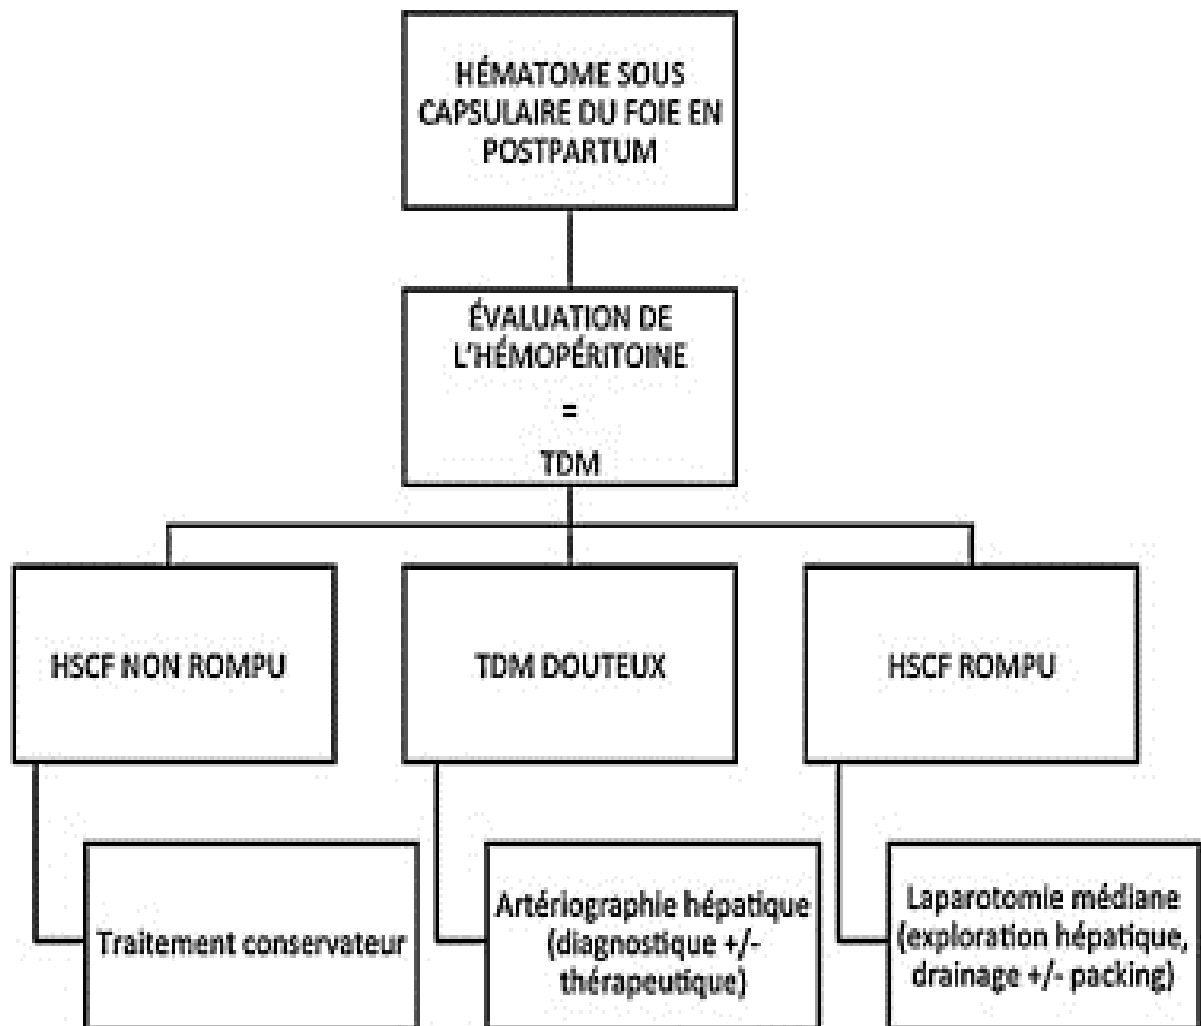 HÉMATOME SOUS
CAPSULAIRE DU FOIE EN
POSTPARTUM
ÉVALUATION DE
L'HÉMOPÉRITOINE
=
TDM
HSCF NON ROMPU
TDM DOUTEUX
HSCF ROMPU
Traitement conservateur
Artériographie hépatique
(diagnostique +/-
thérapeutique)
Laparotomie médiane
(exploration hépatique,
drainage +/- packing)